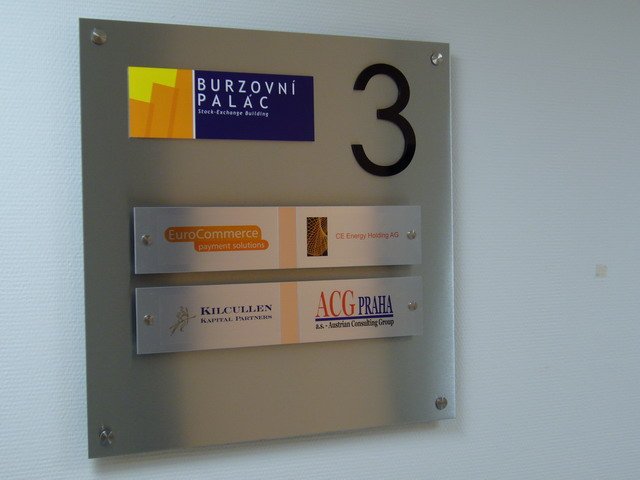 BURZOVNÍ
PALÁC
Stock-Exchange Building
3
EuroCommerce
payment solutions
CE Energy Holding AG
KILCULLEN
KAPITAL PARTNERS
ACG PRAHA
a.s. - Austrian Consulting Group